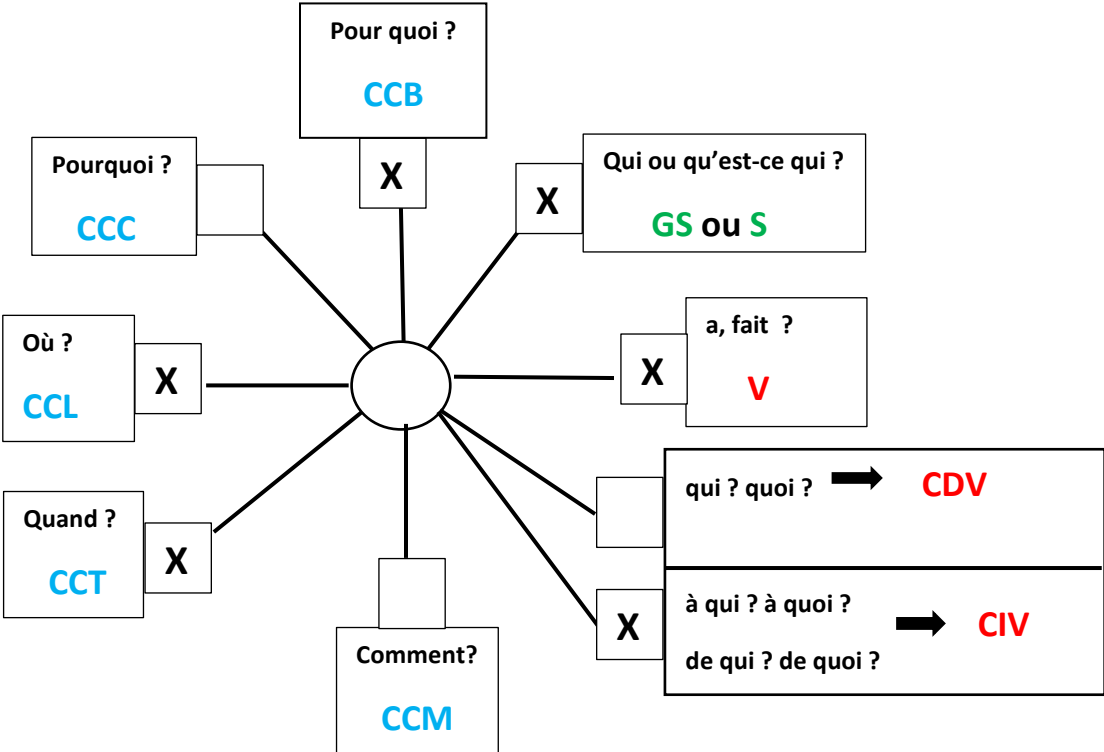 Pour quoi ?
CCB
X
Pourquoi ?
CCC
Qui ou qu’est-ce qui ?
X
GS ou S
Où ?
X
CCL
a, fait ?
X
V
qui ? quoi ? CDV
Quand ?
X
CCT
à qui ? à quoi ?
X
CIV
de qui ? de quoi ?
Comment?
CCM